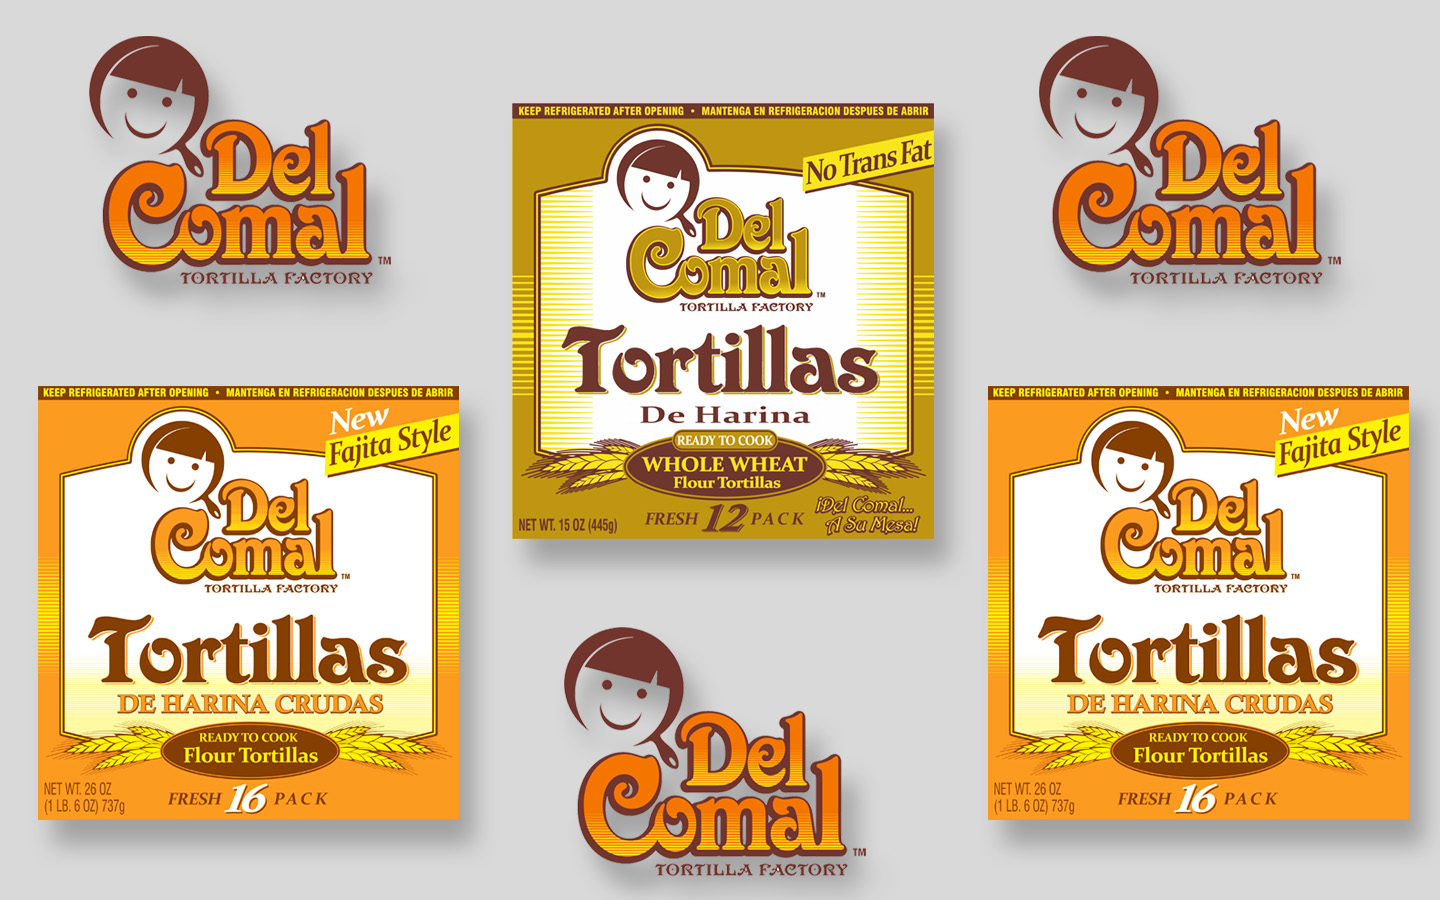 Del
Comal
TM
TORTILLA FACTORY
KEEP REFRIGERATED AFTER OPENING • MANTENGA EN REFRIGERACION DESPUES DE ABRIR
No Trans Fat
Del
Comal
TM
TORTILLA FACTORY
Tortillas
De Harina
READY TO COOK
WHOLE WHEAT
Flour Tortillas
NET WT. 15 OZ (445g)
FRESH 12 PACK
¡Del Comal...
A Su Mesa!
Del
Comal
TM
TORTILLA FACTORY
KEEP REFRIGERATED AFTER OPENING • MANTENGA EN REFRIGERACION DESPUES DE ABRIR
New
Fajita Style
Del
Comal
TM
TORTILLA FACTORY
Tortillas
DE HARINA CRUDAS
READY TO COOK
Flour Tortillas
NET WT. 26 OZ
(1 LB. 6 OZ) 737g
FRESH 16 PACK
Del
Comal
TM
TORTILLA FACTORY
KEEP REFRIGERATED AFTER OPENING • MANTENGA EN REFRIGERACION DESPUES DE ABRIR
New
Fajita Style
Del
Comal
TM
TORTILLA FACTORY
Tortillas
DE HARINA CRUDAS
READY TO COOK
Flour Tortillas
NET WT. 26 OZ
(1 LB. 6 OZ) 737g
FRESH 16 PACK